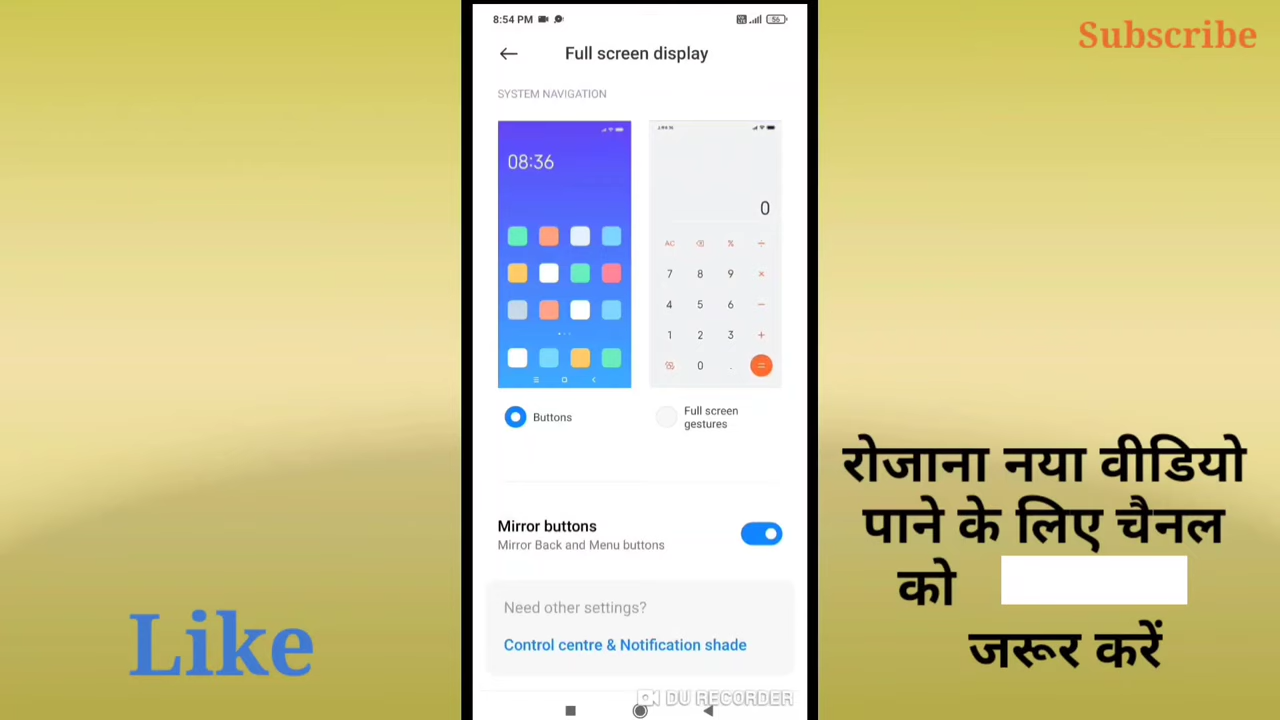 Subscribe
8:54 PM
56
Full screen display
SYSTEM NAVIGATION
08:36
0
AC % ÷
7 8 9 ×
4 5 6 −
1 2 3 +
0 . =
Buttons
Full screen
gestures
Mirror buttons
Mirror Back and Menu buttons
Need other settings?
Control centre & Notification shade
DU RECORDER
Like
रोजाना नया वीडियो
पाने के लिए चैनल
को
जरूर करें